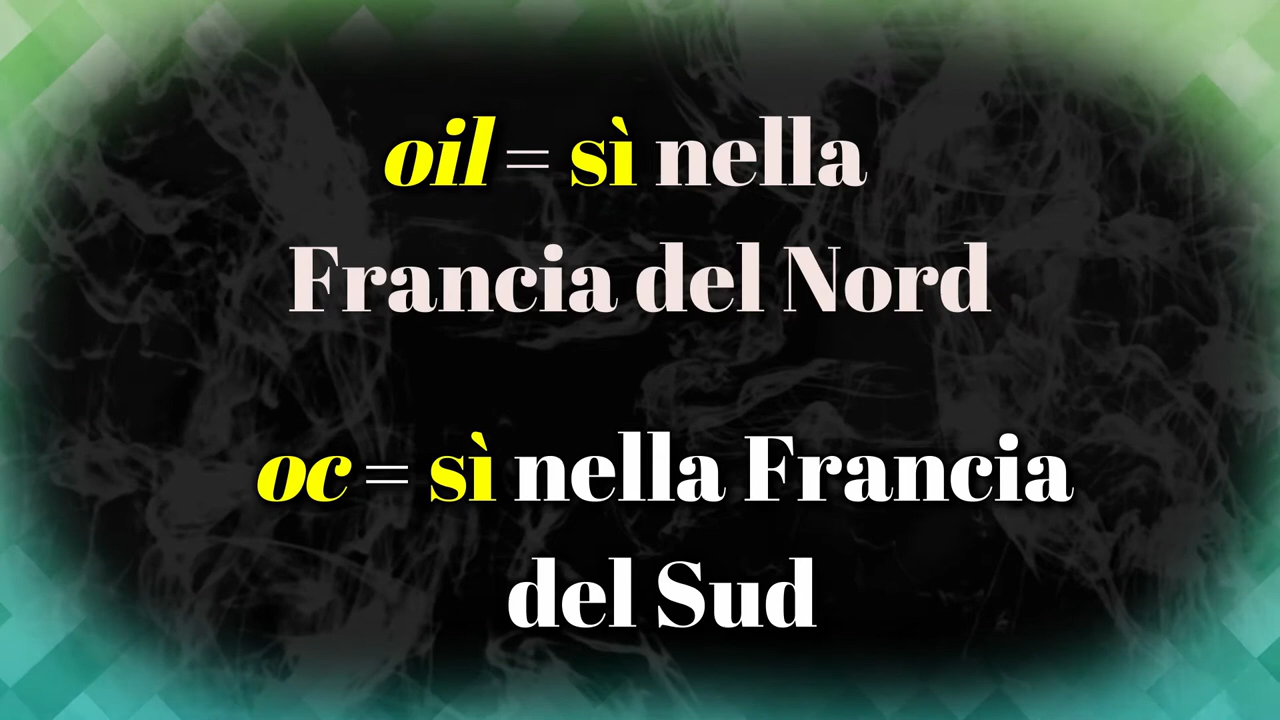 oil = sì nella
Francia del Nord
oc = sì nella Francia
del Sud